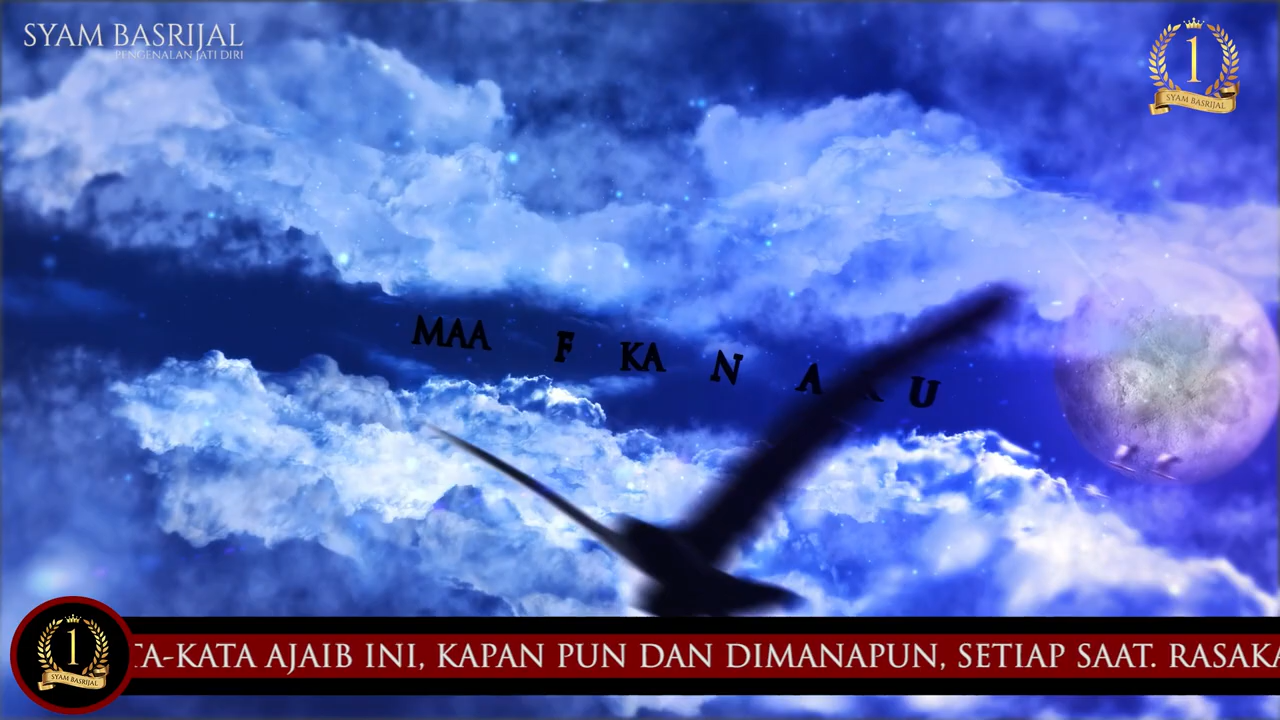 SYAM BASRIJAL
PENGENALAN JATI DIRI
1
SYAM BASRIJAL
MAA F KA N A K U
1
SYAM BASRIJAL
TA-KATA AJAIB INI, KAPAN PUN DAN DIMANAPUN, SETIAP SAAT. RASAKA